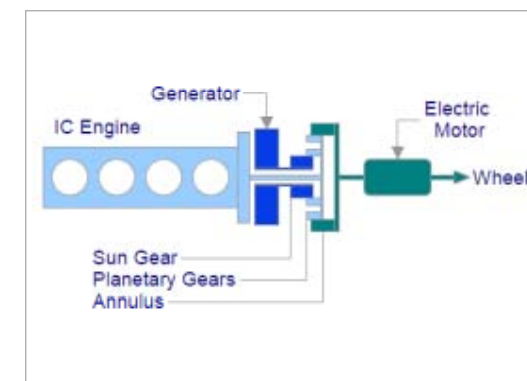 Generator
IC Engine
Electric
Motor
Wheel
Sun Gear
Planetary Gears
Annulus